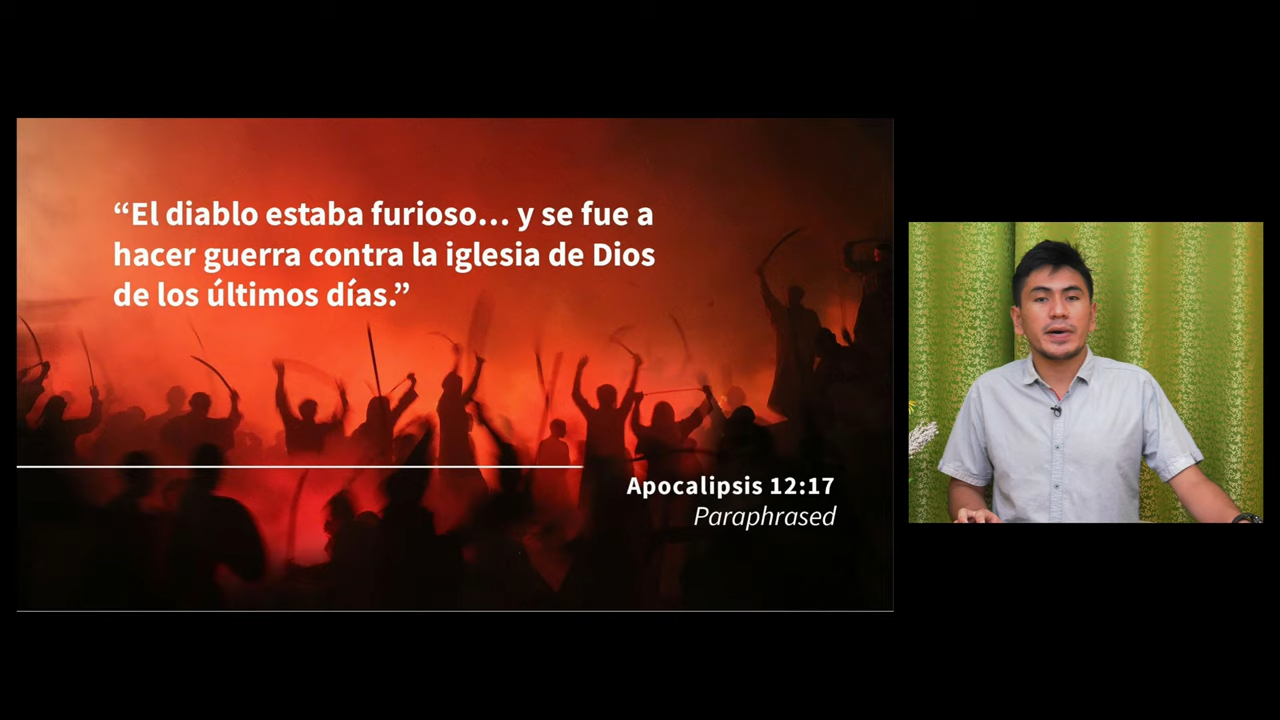 “El diablo estaba furioso... y se fue a
hacer guerra contra la iglesia de Dios
de los últimos días.”
Apocalipsis 12:17
Paraphrased